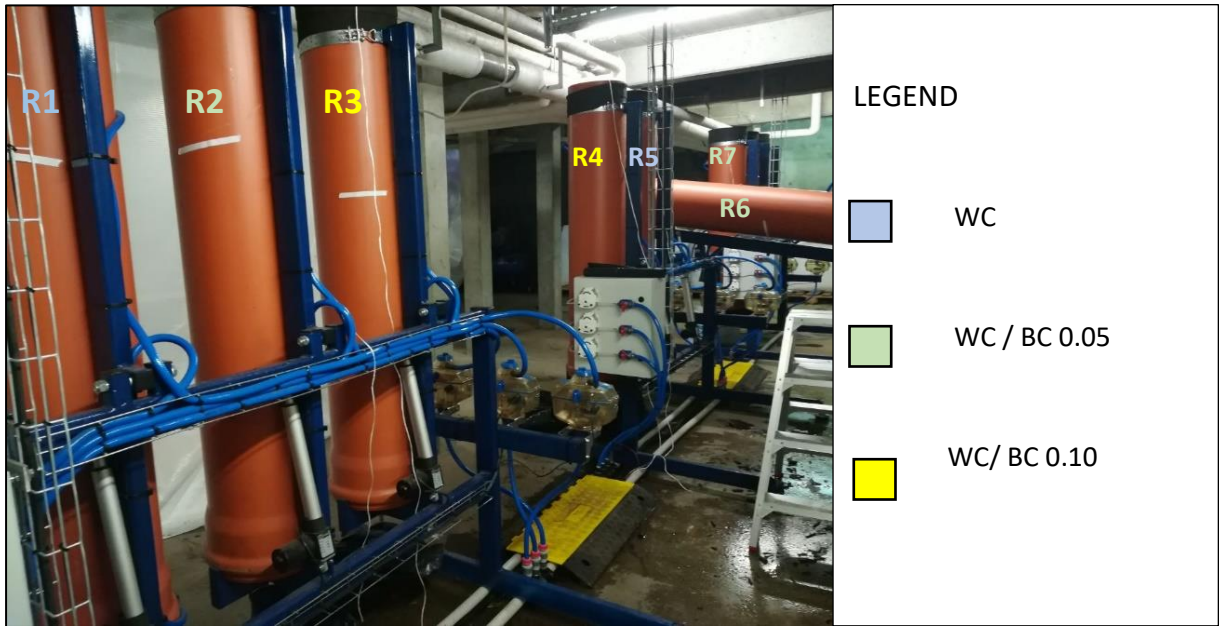 R1
R2
R3
R4
R5
R7
R6
LEGEND
WC
WC / BC 0.05
WC/ BC 0.10